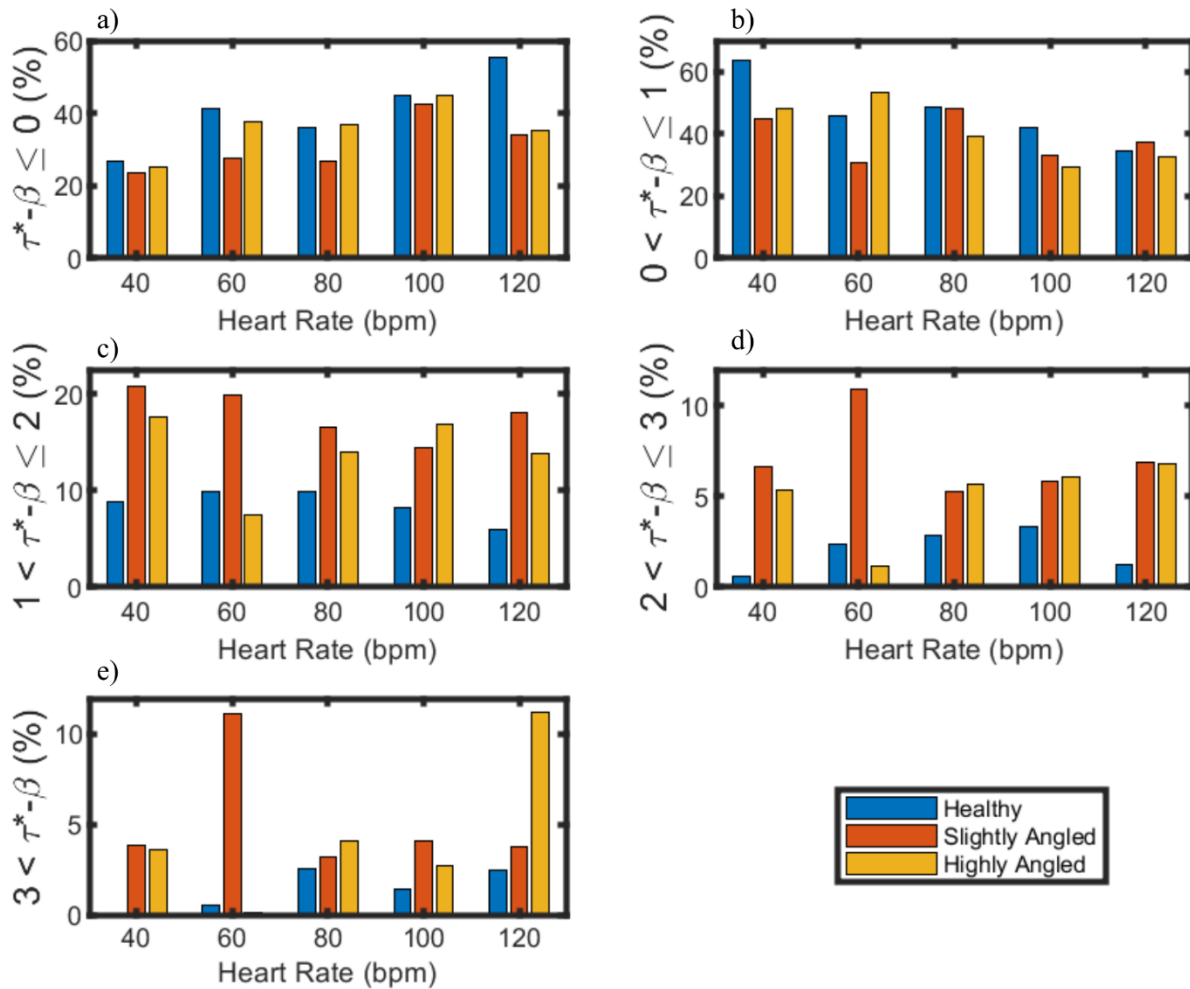 a)
τ*-β ≤ 0 (%)
60
40
20
0
40 60 80 100 120
Heart Rate (bpm)
b)
0 < τ*-β ≤ 1 (%)
60
40
20
0
40 60 80 100 120
Heart Rate (bpm)
c)
1 < τ*-β ≤ 2 (%)
20
10
0
40 60 80 100 120
Heart Rate (bpm)
d)
2 < τ*-β ≤ 3 (%)
10
5
0
40 60 80 100 120
Heart Rate (bpm)
e)
3 < τ*-β (%)
10
5
0
40 60 80 100 120
Heart Rate (bpm)
Healthy
Slightly Angled
Highly Angled